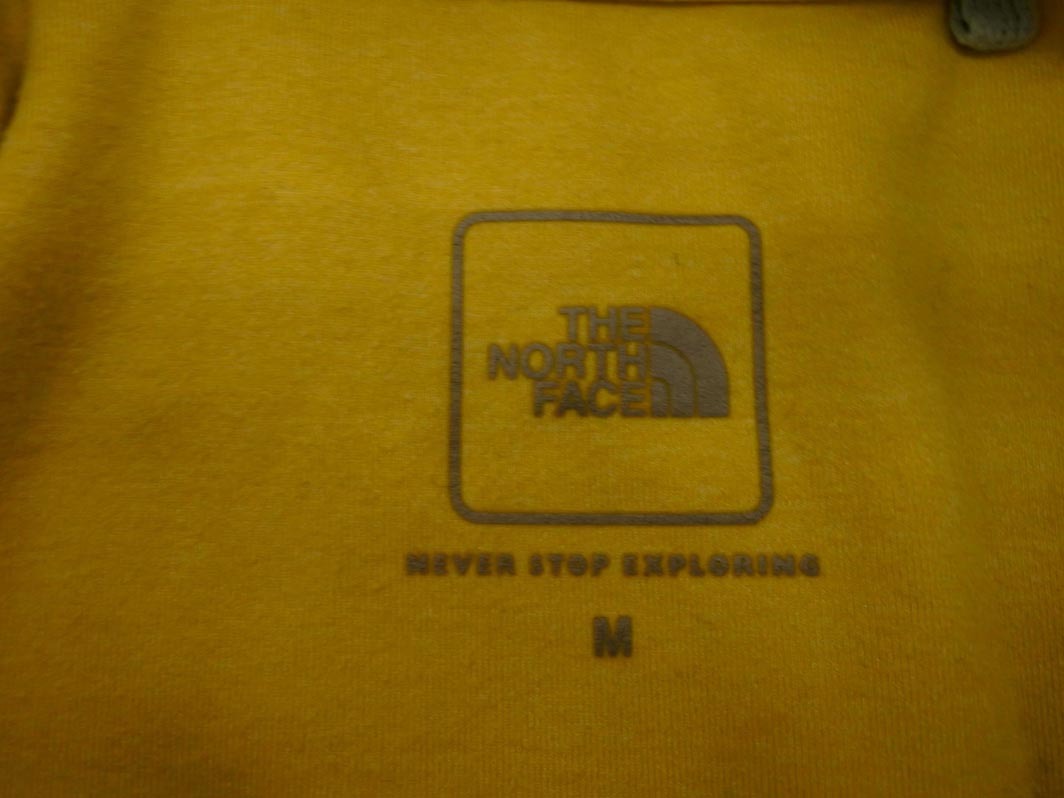 THE
NORTH
FACE
NEVER STOP EXPLORING
M